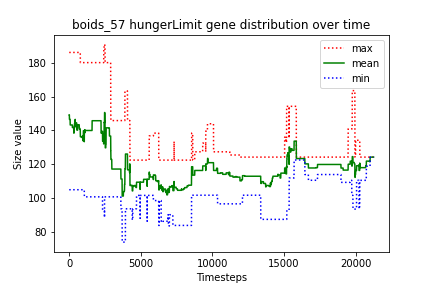 boids_57 hungerLimit gene distribution over time
max
mean
min
Size value
180
160
140
120
100
80
0
5000
10000
15000
20000
Timesteps